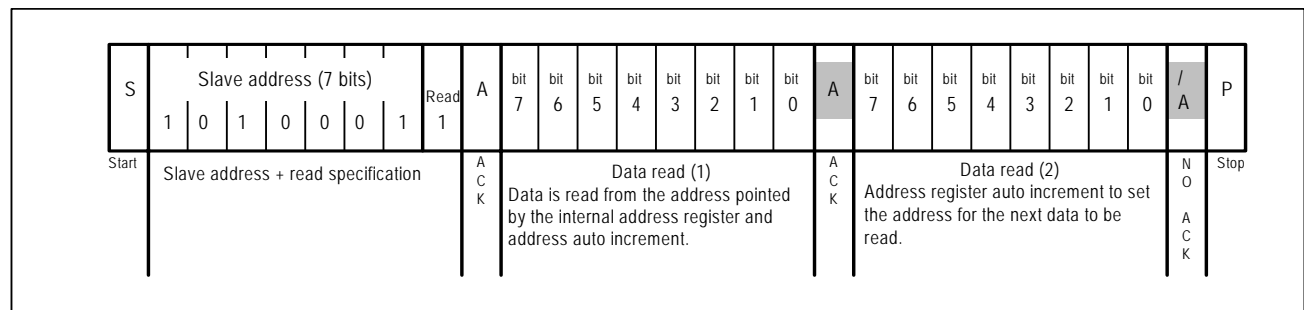 S Slave address (7 bits) Read A bit bit bit bit bit bit bit bit A bit bit bit bit bit bit bit bit / P
1 0 1 0 0 0 1 1 7 6 5 4 3 2 1 0 7 6 5 4 3 2 1 0 A
Start Slave address + read specification A C K Data read (1) A C K Data read (2) N O A C K Stop
Data is read from the address pointed Address register auto increment to set
by the internal address register and the address for the next data to be
address auto increment. read.